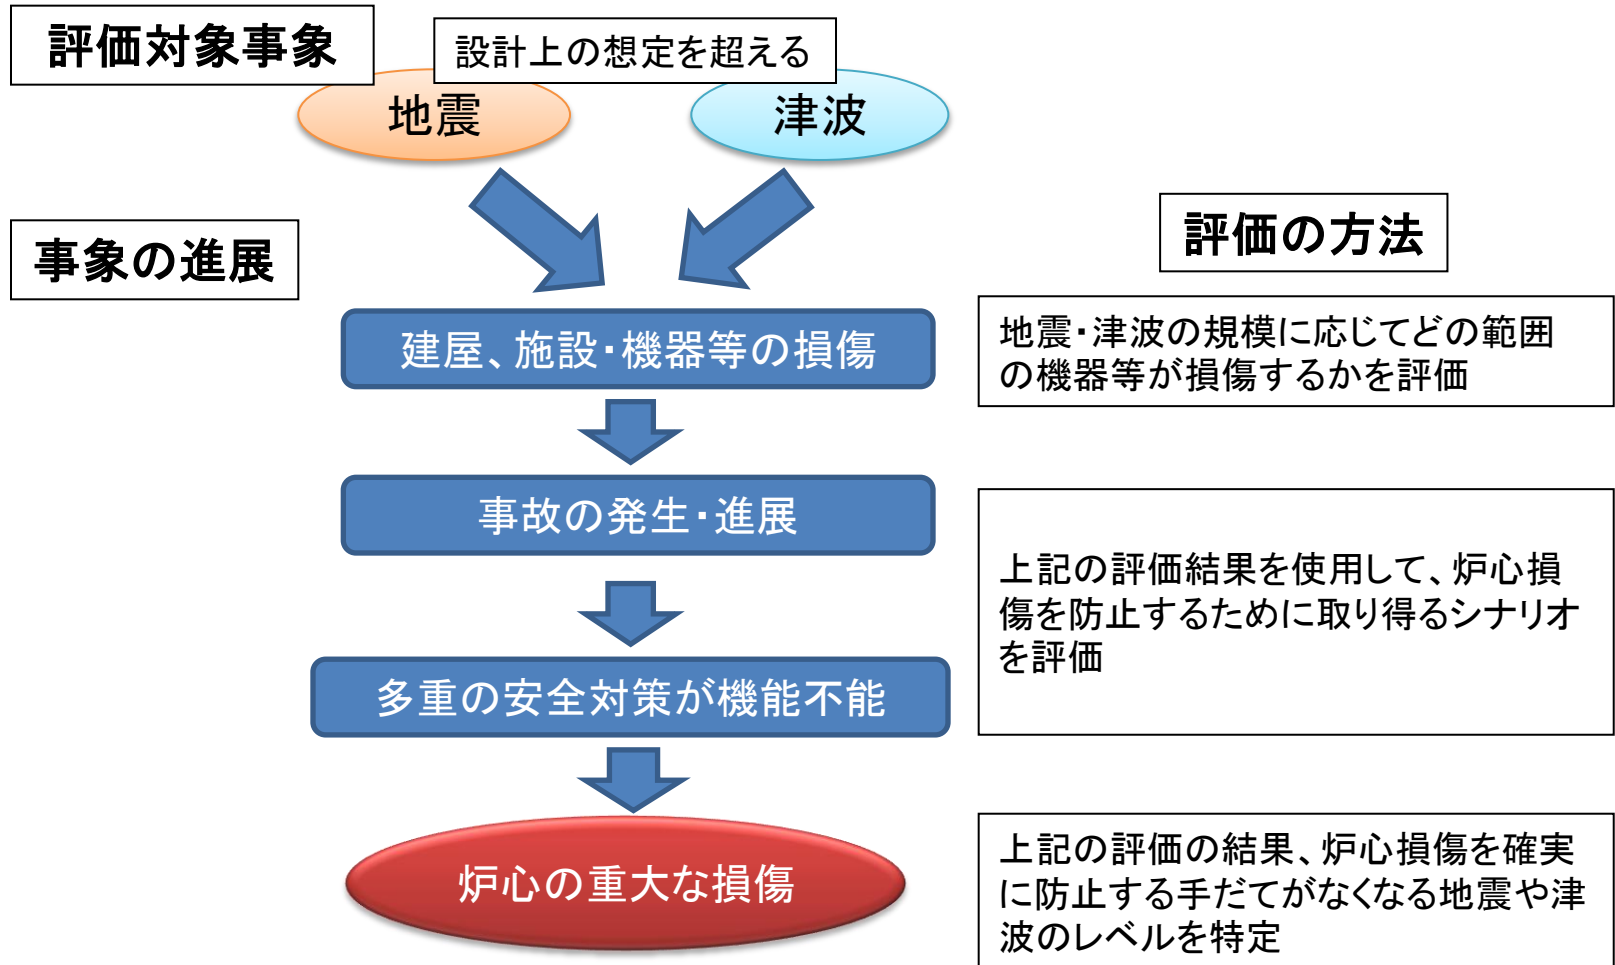 評価対象事象
設計上の想定を超える
地震
津波
事象の進展
評価の方法
建屋、施設・機器等の損傷
地震・津波の規模に応じてどの範囲
の機器等が損傷するかを評価
事故の発生・進展
上記の評価結果を使用して、炉心損
傷を防止するために取り得るシナリオ
を評価
多重の安全対策が機能不能
炉心の重大な損傷
上記の評価の結果、炉心損傷を確実
に防止する手だてがなくなる地震や津
波のレベルを特定